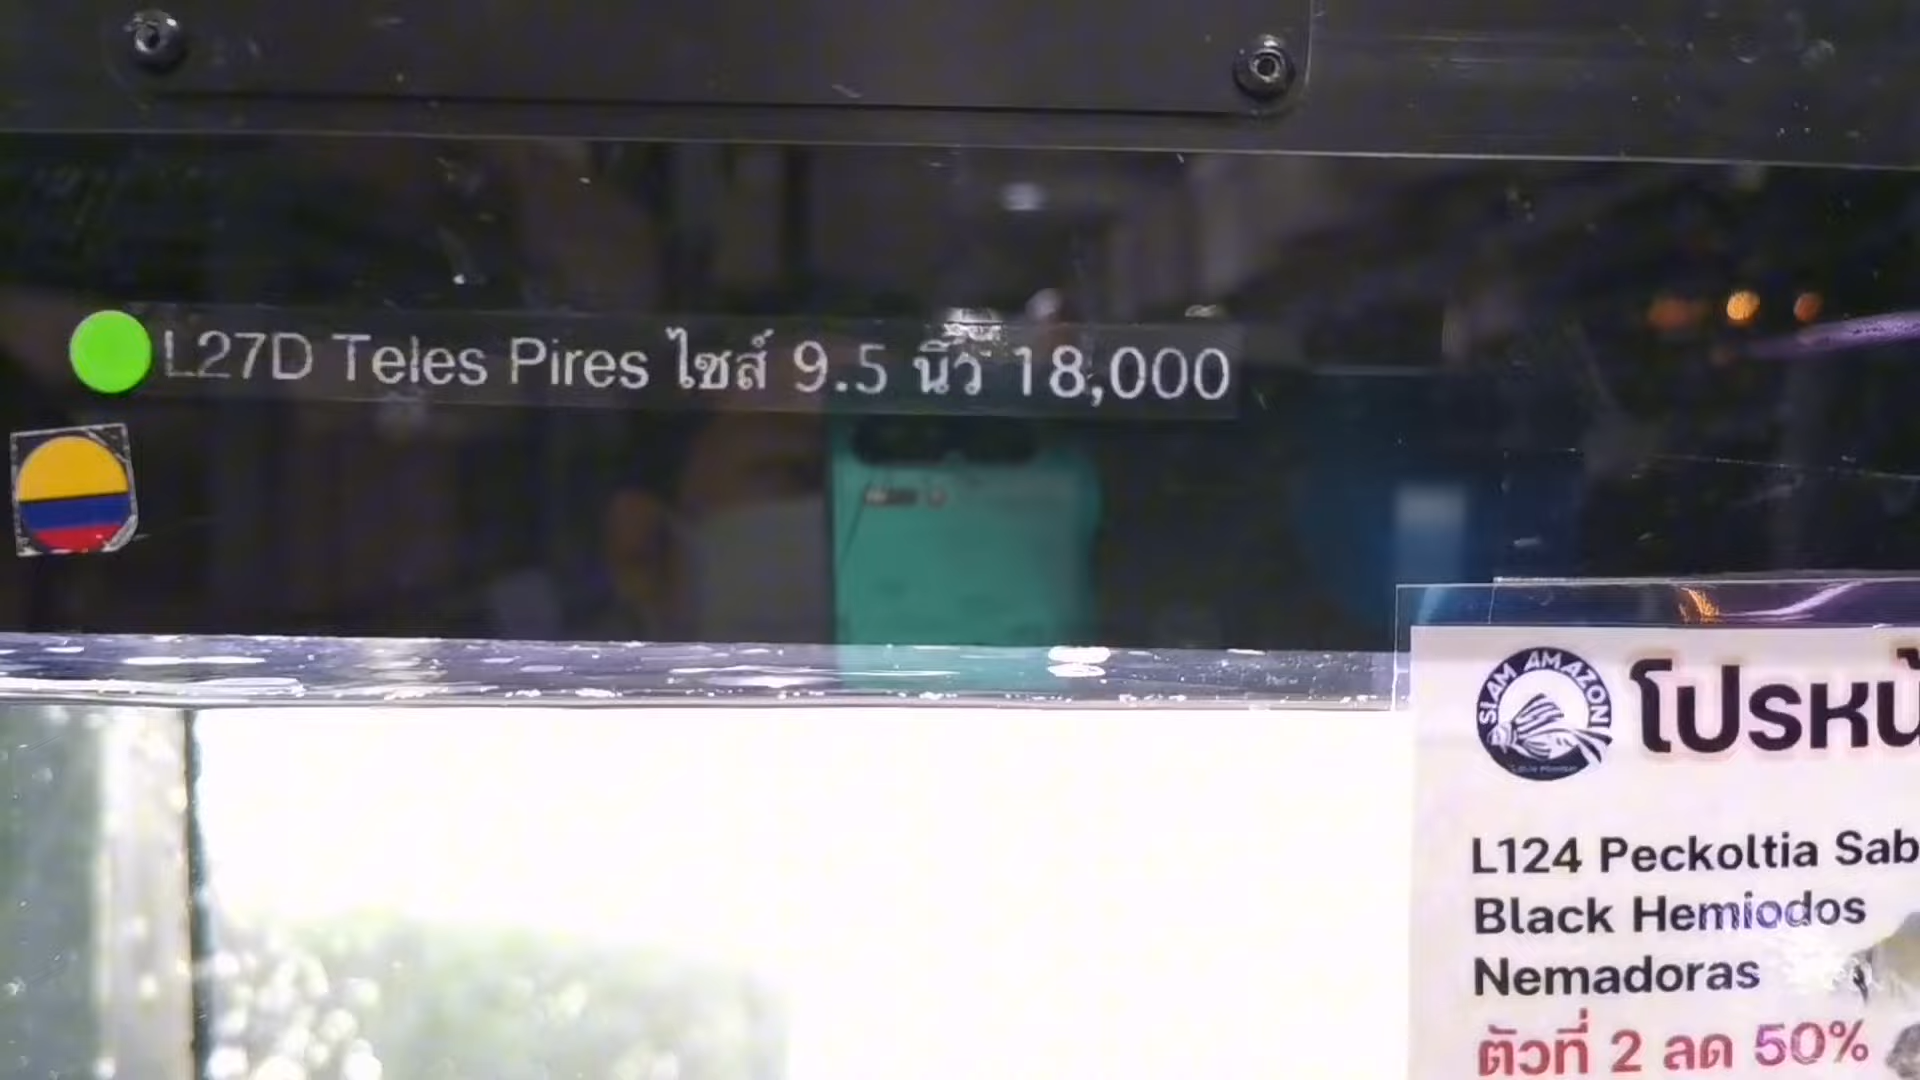 L27D Teles Pires ไซส์ 9.5 นิ้ว 18,000
SIAM AMAZON
โปรหน้
L124 Peckoltia Sab
Black Hemiodos
Nemadoras
ตัวที่ 2 ลด 50%